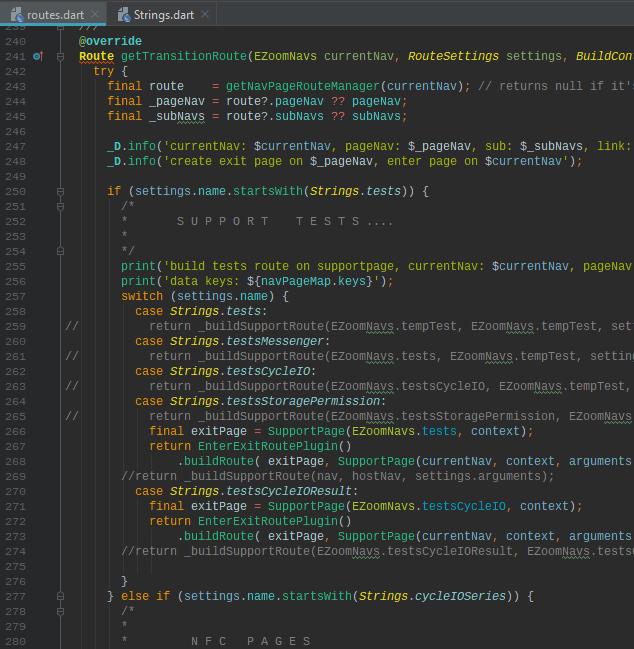 routes.dart Strings.dart
239 ///
240 @override
241 Route getTransitionRoute(EZoomNavs currentNav, RouteSettings settings, BuildCon
242 try {
243 final route = getNavPageRouteManager(currentNav); // returns null if it's
244 final _pageNav = route?.pageNav ?? pageNav;
245 final _subNavs = route?.subNavs ?? subNavs;
246
247 _D.info('currentNav: $currentNav, pageNav: $_pageNav, sub: $_subNavs, link:
248 _D.info('create exit page on $_pageNav, enter page on $currentNav');
249
250 if (settings.name.startsWith(Strings.tests)) {
251 /*
252 * S U P P O R T T E S T S ....
253 *
254 */
255 print('build tests route on supportpage, currentNav: $currentNav, pageNav
256 print('data keys: ${navPageMap.keys}');
257 switch (settings.name) {
258 case Strings.tests:
259 // return _buildSupportRoute(EZoomNavs.tempTest, EZoomNavs.tempTest, set
260 case Strings.testsMessenger:
261 // return _buildSupportRoute(EZoomNavs.tests, EZoomNavs.tempTest, settin
262 case Strings.testsCycleIO:
263 // return _buildSupportRoute(EZoomNavs.testsCycleIO, EZoomNavs.tempTest,
264 case Strings.testsStoragePermission:
265 // return _buildSupportRoute(EZoomNavs.testsStoragePermission, EZoomNavs
266 final exitPage = SupportPage(EZoomNavs.tests, context);
267 return EnterExitRoutePlugin()
268 .buildRoute( exitPage, SupportPage(currentNav, context, arguments
269 //return _buildSupportRoute(nav, hostNav, settings.arguments);
270 case Strings.testsCycleIOResult:
271 final exitPage = SupportPage(EZoomNavs.testsCycleIO, context);
272 return EnterExitRoutePlugin()
273 .buildRoute( exitPage, SupportPage(currentNav, context, arguments
274 //return _buildSupportRoute(EZoomNavs.testsCycleIOResult, EZoomNavs.tests
275
276 }
277 } else if (settings.name.startsWith(Strings.cycleIOSeries)) {
278 /*
279 *
280 * N F C P A G E S